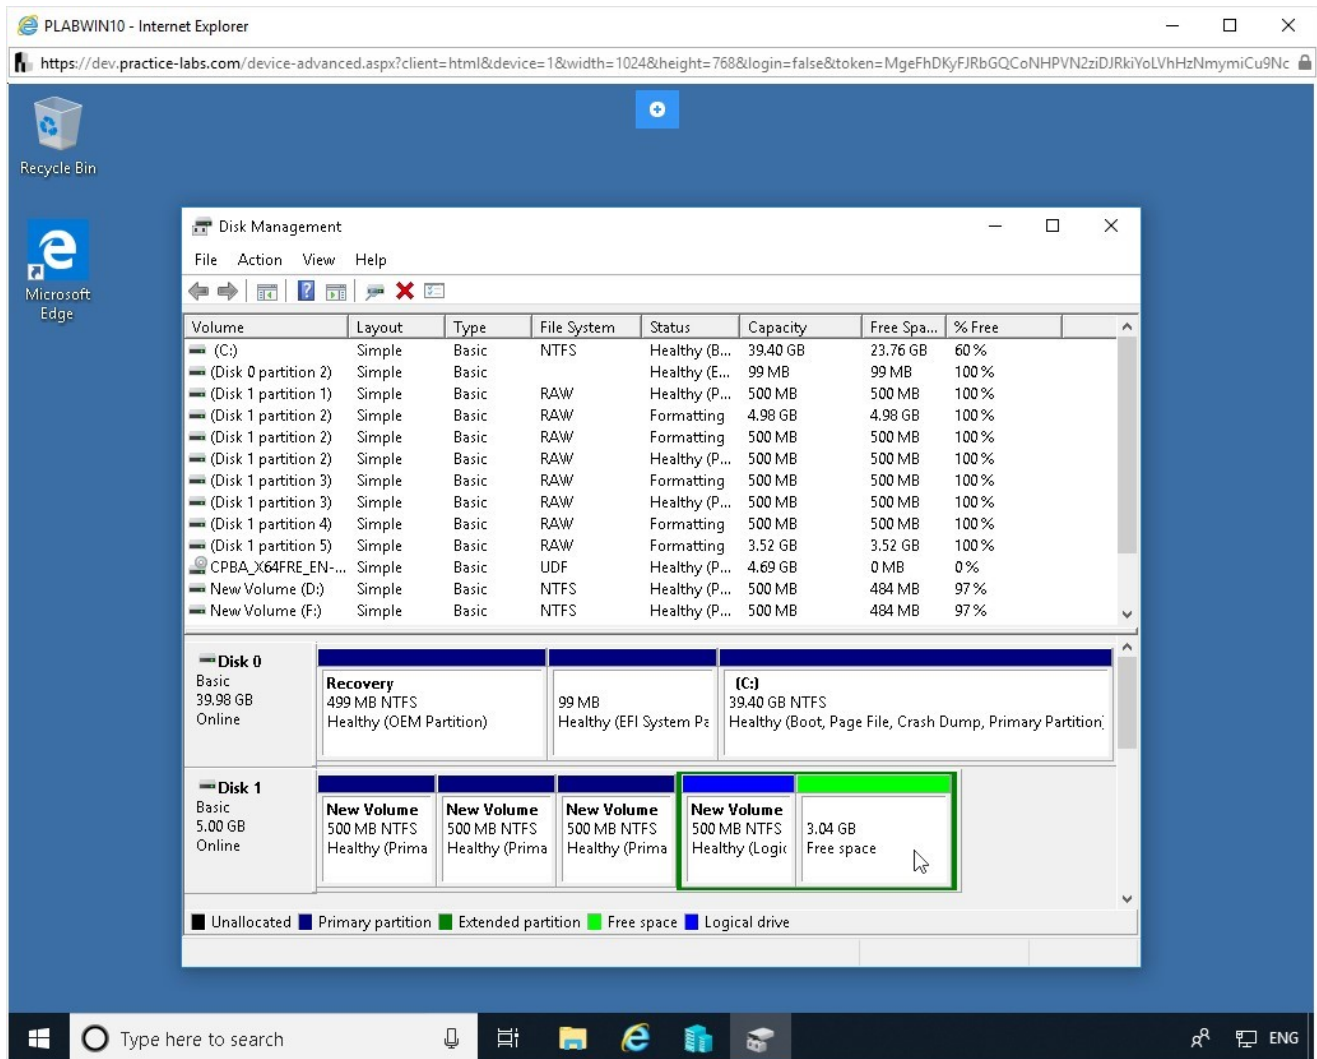 PLABWIN10 - Internet Explorer
https://dev.practice-labs.com/device-advanced.aspx?client=html&device=1&width=1024&height=768&login=false&token=MgeFhDKyFJRbGQCoNHPVN2ziDJRkiYoLVhHzNmymiCu9Nc
Recycle Bin
Microsoft
Edge
Disk Management
File Action View Help
Volume Layout Type File System Status Capacity Free Spa... % Free
(C:) Simple Basic NTFS Healthy (B... 39.40 GB 23.76 GB 60 %
(Disk 0 partition 2) Simple Basic Healthy (E... 99 MB 99 MB 100 %
(Disk 1 partition 1) Simple Basic RAW Healthy (P... 500 MB 500 MB 100 %
(Disk 1 partition 2) Simple Basic RAW Formatting 4.98 GB 4.98 GB 100 %
(Disk 1 partition 2) Simple Basic RAW Formatting 500 MB 500 MB 100 %
(Disk 1 partition 2) Simple Basic RAW Healthy (P... 500 MB 500 MB 100 %
(Disk 1 partition 3) Simple Basic RAW Formatting 500 MB 500 MB 100 %
(Disk 1 partition 3) Simple Basic RAW Healthy (P... 500 MB 500 MB 100 %
(Disk 1 partition 4) Simple Basic RAW Formatting 500 MB 500 MB 100 %
(Disk 1 partition 5) Simple Basic RAW Formatting 3.52 GB 3.52 GB 100 %
CPBA_X64FRE_EN-... Simple Basic UDF Healthy (P... 4.69 GB 0 MB 0 %
New Volume (D:) Simple Basic NTFS Healthy (P... 500 MB 484 MB 97 %
New Volume (F:) Simple Basic NTFS Healthy (P... 500 MB 484 MB 97 %
Disk 0
Basic
39.98 GB
Online
Recovery
499 MB NTFS
Healthy (OEM Partition)
99 MB
Healthy (EFI System Pa
(C:)
39.40 GB NTFS
Healthy (Boot, Page File, Crash Dump, Primary Partition)
Disk 1
Basic
5.00 GB
Online
New Volume
500 MB NTFS
Healthy (Prima
New Volume
500 MB NTFS
Healthy (Prima
New Volume
500 MB NTFS
Healthy (Prima
New Volume
500 MB NTFS
Healthy (Logic
3.04 GB
Free space
Unallocated Primary partition Extended partition Free space Logical drive
Type here to search
ENG